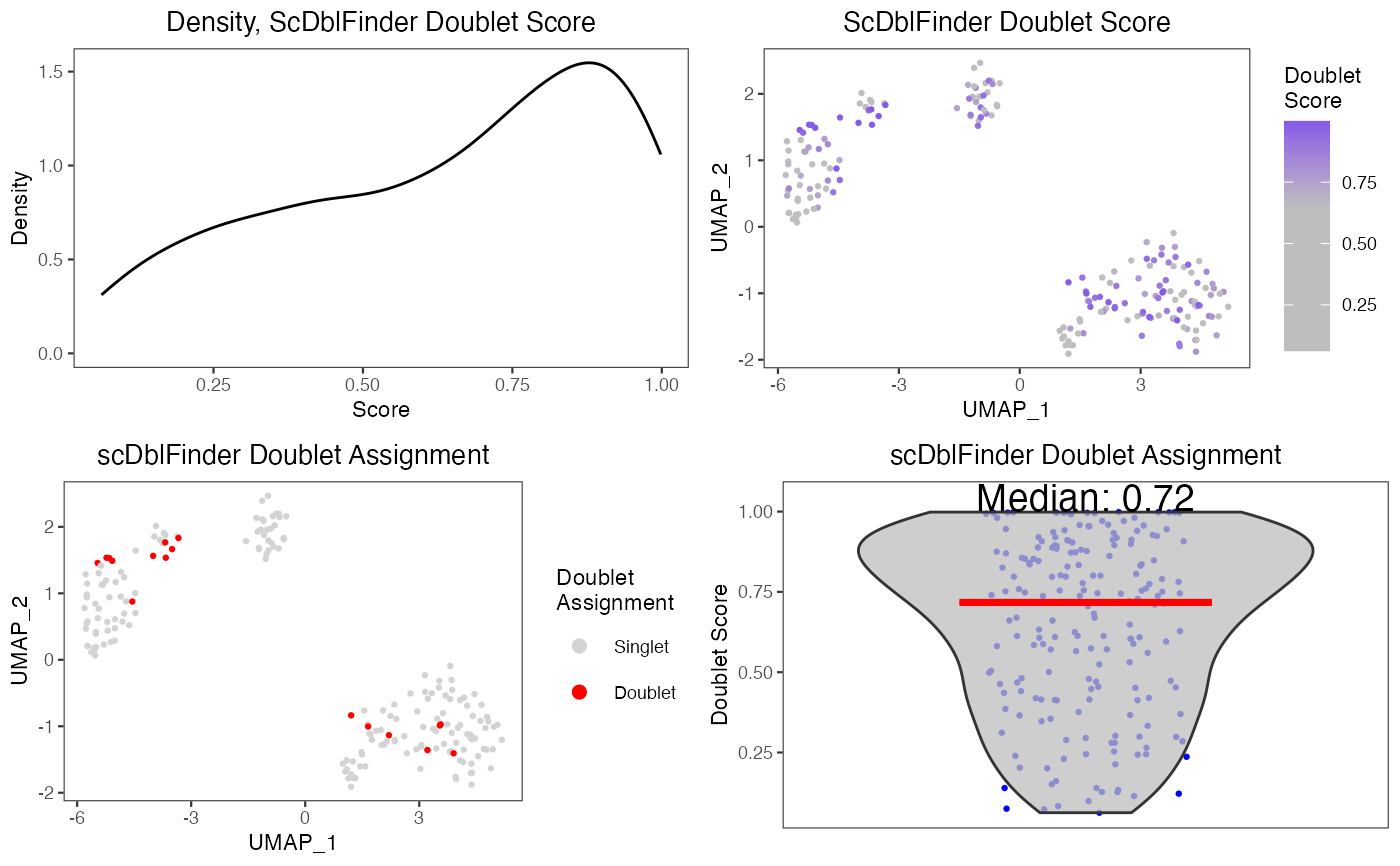 Density, ScDblFinder Doublet Score
Density
1.5
1.0
0.5
0.0
0.25
0.50
0.75
1.00
Score
ScDblFinder Doublet Score
UMAP_2
2
1
0
-1
-2
-6
-3
0
3
UMAP_1
Doublet
Score
0.75
0.50
0.25
scDblFinder Doublet Assignment
UMAP_2
2
1
0
-1
-2
-6
-3
0
3
UMAP_1
Doublet
Assignment
Singlet
Doublet
scDblFinder Doublet Assignment
Median: 0.72
Doublet Score
1.00
0.75
0.50
0.25